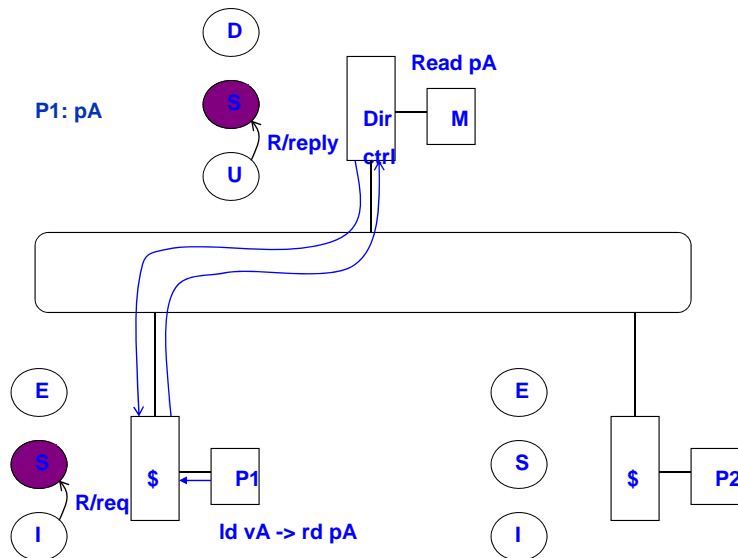 D
Read pA
P1: pA
S
Dir
ctrl
M
R/reply
U
E
E
S
$
P1
S
$
P2
R/req
I
ld vA -> rd pA
I